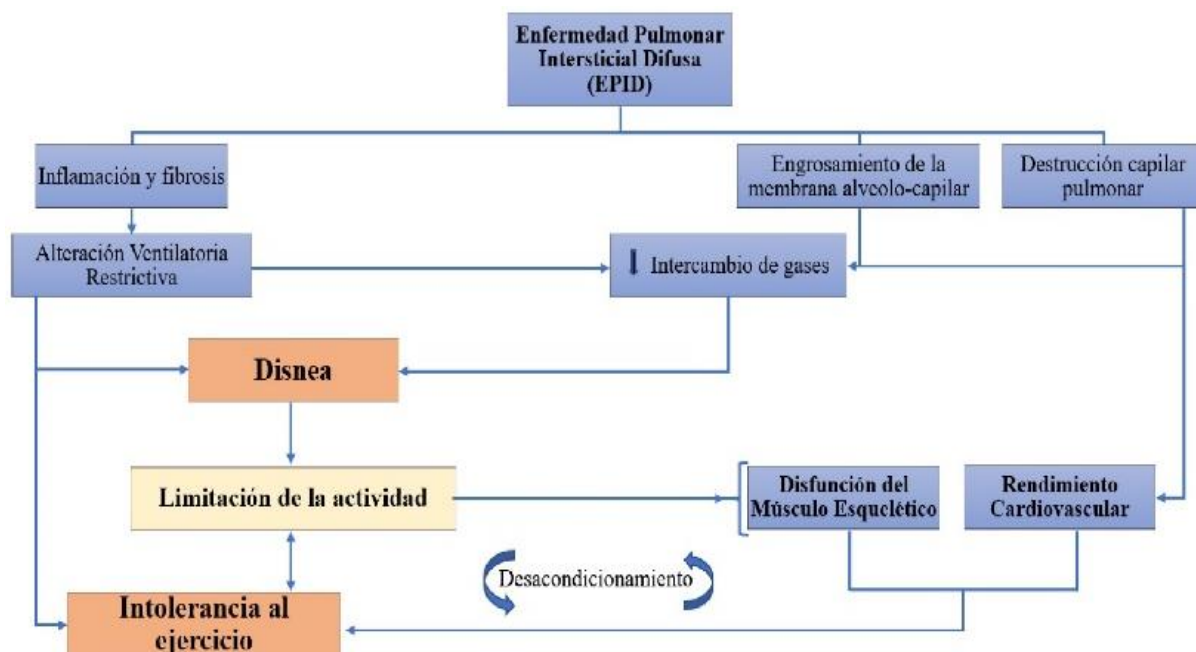 Enfermedad Pulmonar
Intersticial Difusa
(EPID)
Inflamación y fibrosis
Engrosamiento de la
membrana alveolo-capilar
Destrucción capilar
pulmonar
Alteración Ventilatoria
Restrictiva
Intercambio de gases
Disnea
Limitación de la actividad
Disfunción del
Músculo Esquelético
Rendimiento
Cardiovascular
Desacondicionamiento
Intolerancia al
ejercicio